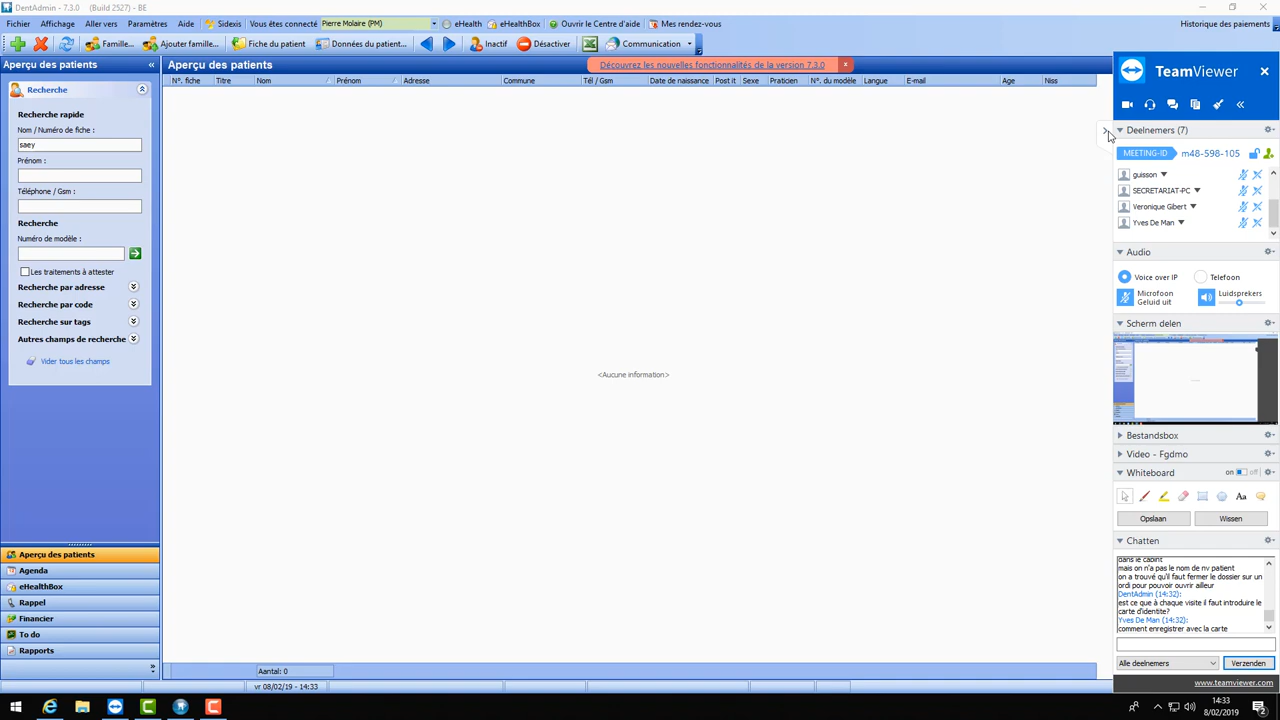 DentAdmin - 7.3.0 (Build 2527) - BE
Fichier Affichage Aller vers Paramètres Aide Sidexis Vous êtes connecté Pierre Molaire (PM) eHealth eHealthBox Ouvrir le Centre d'aide Mes rendez-vous Historique des paiements
Famille... Ajouter famille... Fiche du patient Données du patient... Inactif Désactiver Communication
Aperçu des patients «
Aperçu des patients
Découvrez les nouvelles fonctionnalités de la version 7.3.0 x
N°. fiche Titre Nom Prénom Adresse Commune Tél / Gsm Date de naissance Post it Sexe Praticien N°. du modèle Langue E-mail Age Niss
Recherche
Recherche rapide
Nom / Numéro de fiche :
saey
Prénom :
Téléphone / Gsm :
Recherche
Numéro de modèle :
Les traitements à attester
Recherche par adresse
Recherche par code
Recherche sur tags
Autres champs de recherche
Vider tous les champs
<Aucune information>
Aperçu des patients
Agenda
eHealthBox
Rappel
Financier
To do
Rapports
»
Aantal: 0
vr 08/02/19 - 14:33
TeamViewer
Deelnemers (7)
MEETING-ID m48-598-105
guisson
SECRETARIAT-PC
Veronique Gibert
Yves De Man
Audio
Voice over IP Telefoon
Microfoon
Geluid uit
Luidsprekers
Scherm delen
Bestandsbox
Video - Fgdmo
Whiteboard on off
Aa
Opslaan Wissen
Chatten
dans le cabint
mais on n'a pas le nom de nv patient
on a trouvé qu'il faut fermer le dossier sur un
ordi pour pouvoir ouvrir ailleur
DentAdmin (14:32):
est ce que à chaque visite il faut introduire le
carte d'identite?
Yves De Man (14:32):
comment enregistrer avec la carte
Alle deelnemers Verzenden
www.teamviewer.com
14:33
8/02/2019
2